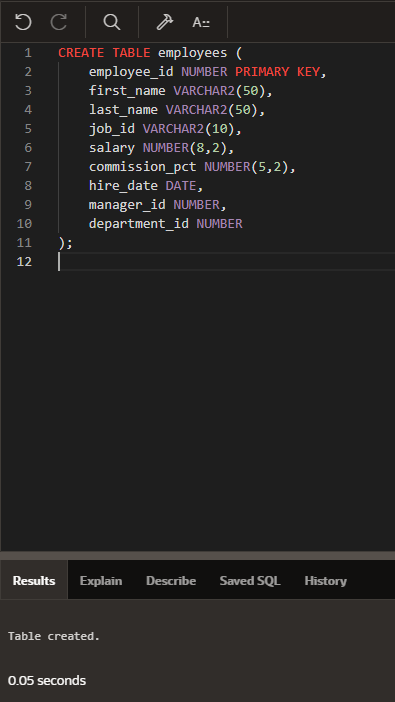 A::
1 CREATE TABLE employees (
2 employee_id NUMBER PRIMARY KEY,
3 first_name VARCHAR2(50),
4 last_name VARCHAR2(50),
5 job_id VARCHAR2(10),
6 salary NUMBER(8,2),
7 commission_pct NUMBER(5,2),
8 hire_date DATE,
9 manager_id NUMBER,
10 department_id NUMBER
11 );
12
Results Explain Describe Saved SQL History
Table created.
0.05 seconds